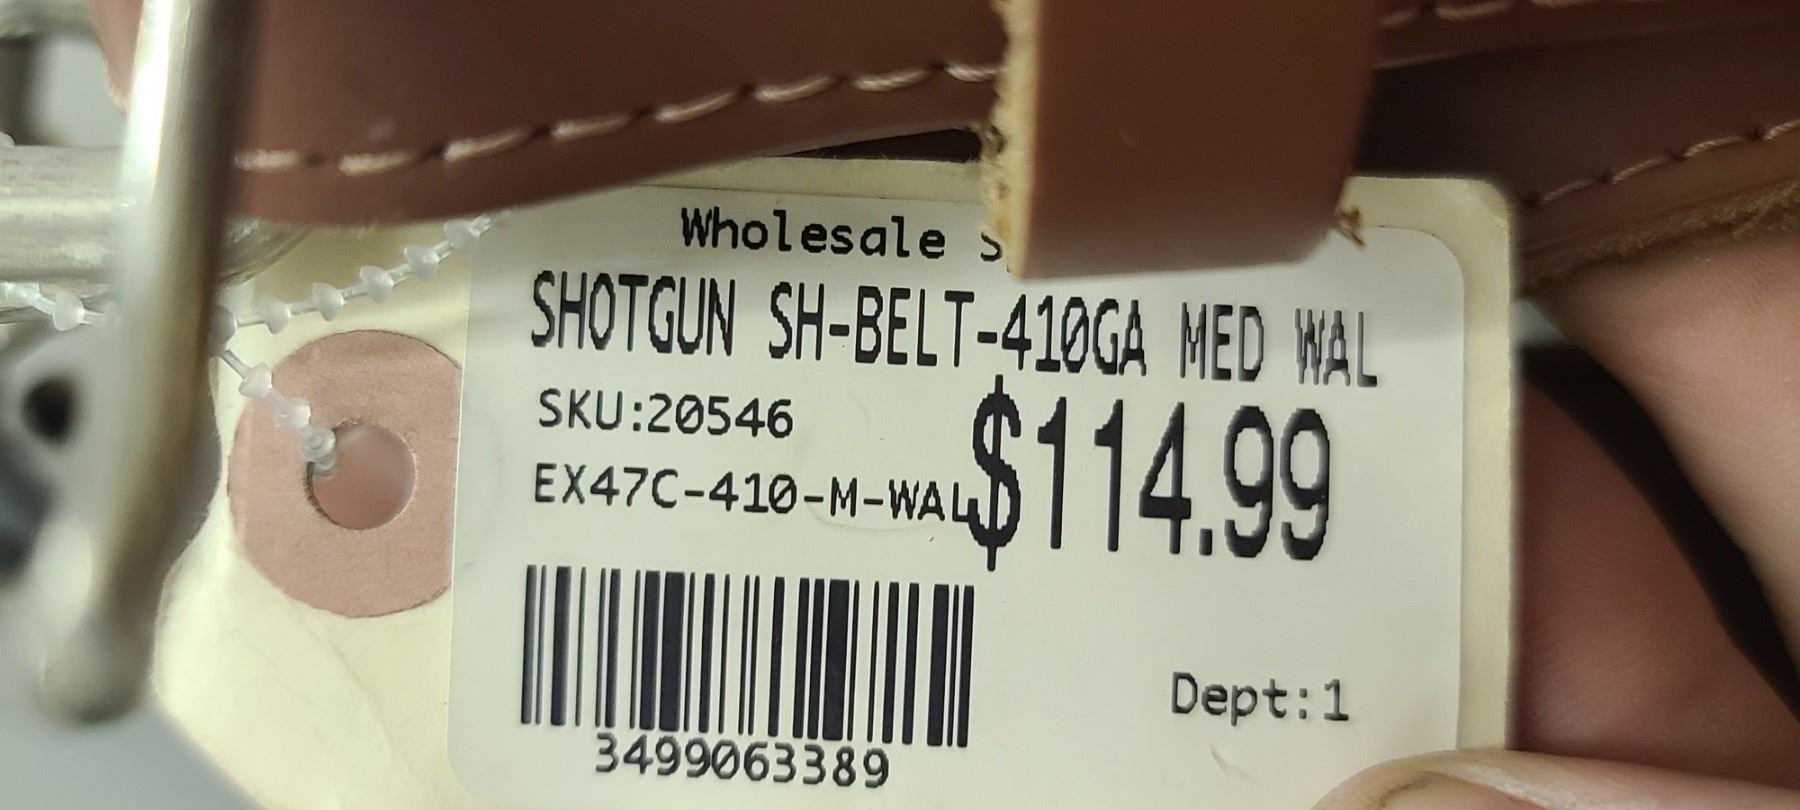 Wholesale
SHOTGUN SH-BELT-410GA MED WAL
SKU:20546
EX47C-410-M-WAL
$114.99
Dept:1
3499063389